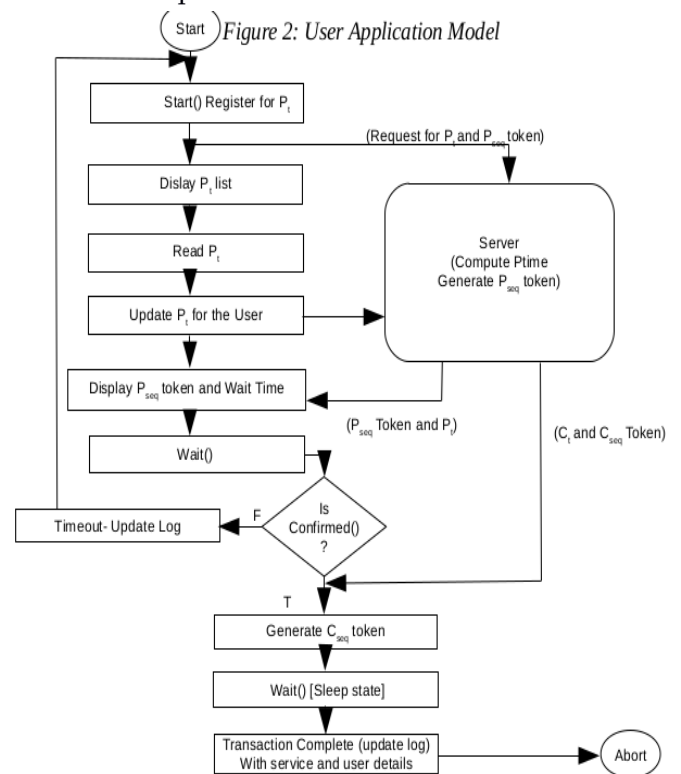 Start
Figure 2: User Application Model
Start() Register for Pt
(Request for Pt and Pseq token)
Dislay Pt list
Server
(Compute Ptime
Generate Pseq token)
Read Pt
Update Pt for the User
Display Pseq token and Wait Time
(Pseq Token and Pt)
(Ct and Cseq Token)
Wait()
Is
Confirmed()
?
F
Timeout- Update Log
T
Generate Cseq token
Wait() [Sleep state]
Transaction Complete (update log)
With service and user details
Abort